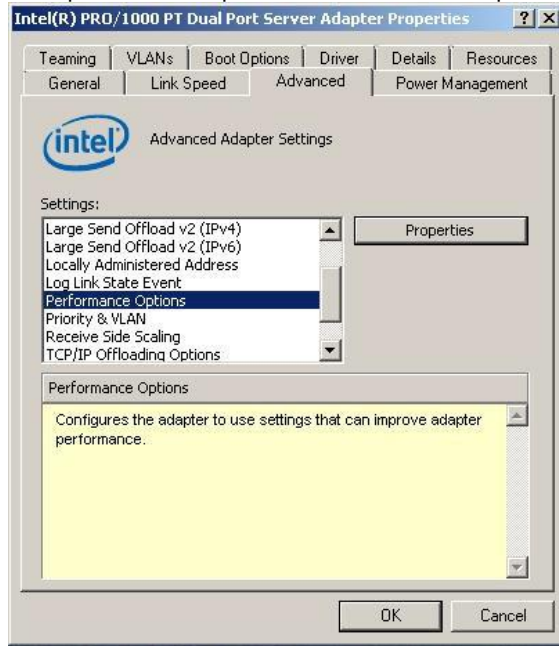 Intel(R) PRO/1000 PT Dual Port Server Adapter Properties
Teaming VLANs Boot Options Driver Details Resources
General Link Speed Advanced Power Management
intel Advanced Adapter Settings
Settings:
Large Send Offload v2 (IPv4)
Properties
Large Send Offload v2 (IPv6)
Locally Administered Address
Log Link State Event
Performance Options
Priority & VLAN
Receive Side Scaling
TCP/IP Offloading Options
Performance Options
Configures the adapter to use settings that can improve adapter
performance.
OK Cancel